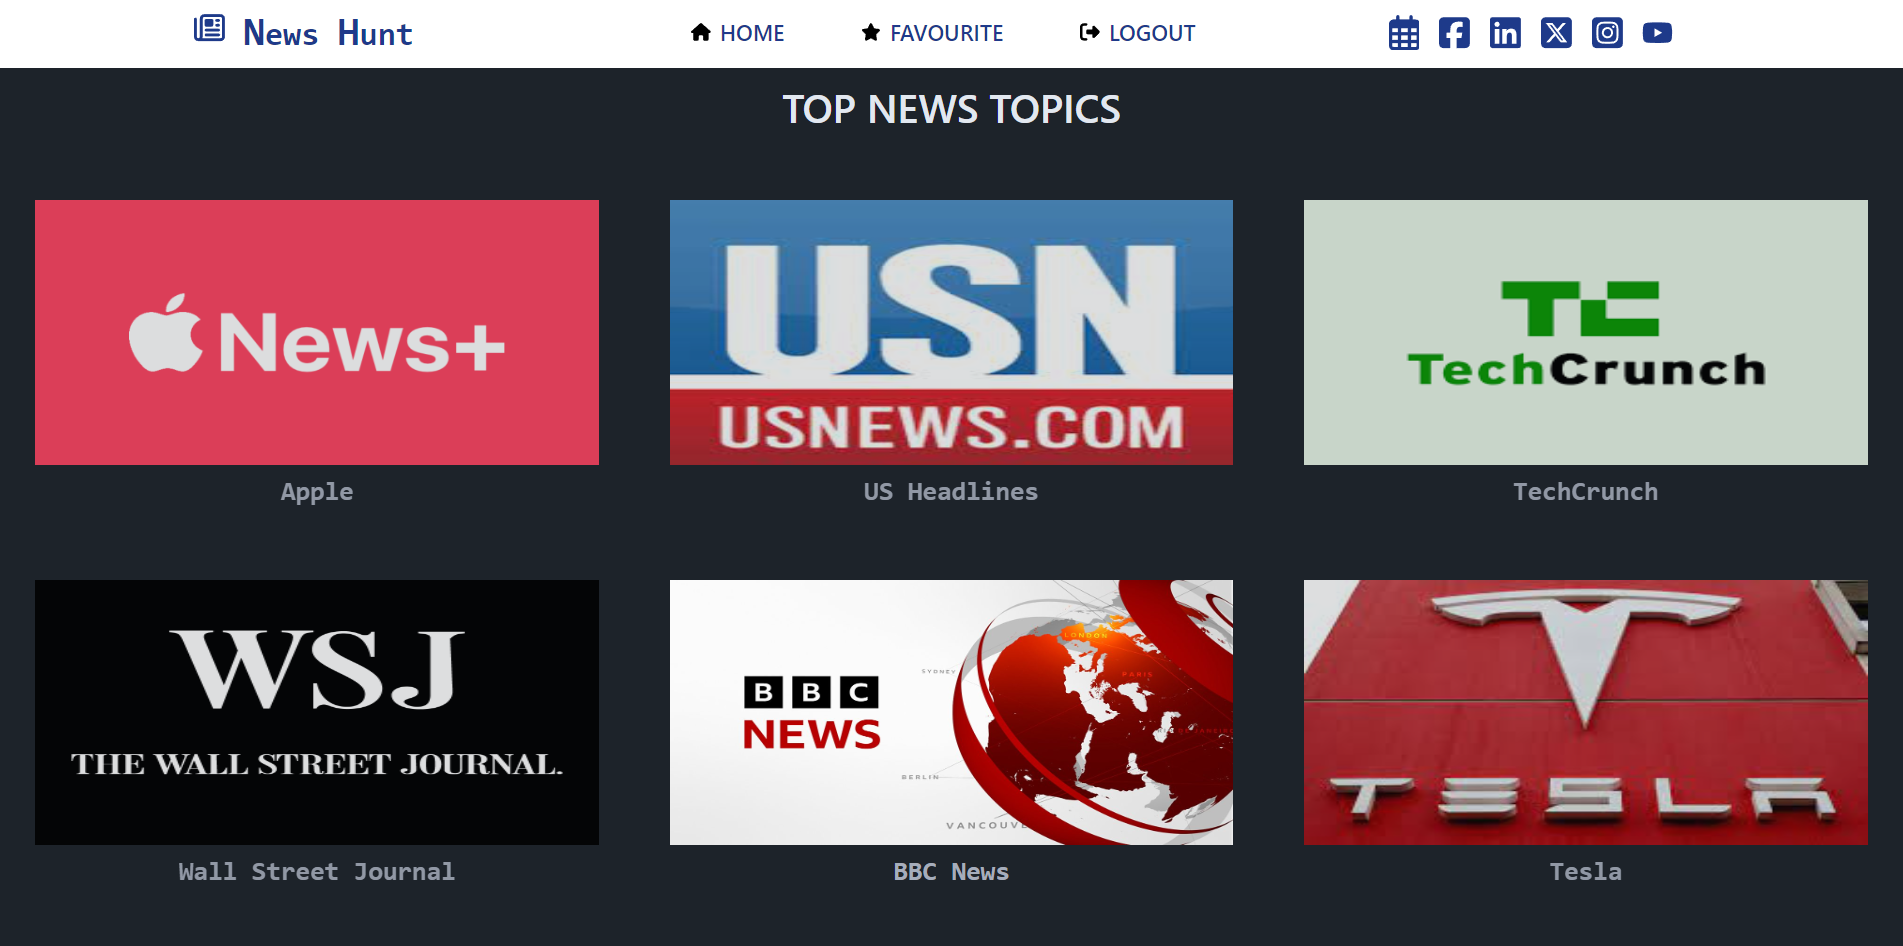 News Hunt
HOME
FAVOURITE
LOGOUT
TOP NEWS TOPICS
News+
USN
USNEWS.COM
TC
TechCrunch
Apple
US Headlines
TechCrunch
WSJ
THE WALL STREET JOURNAL.
LONDON
SYDNEY
PARIS
BBC
NEWS
BERLIN
TESLA
Wall Street Journal
BBC News
Tesla